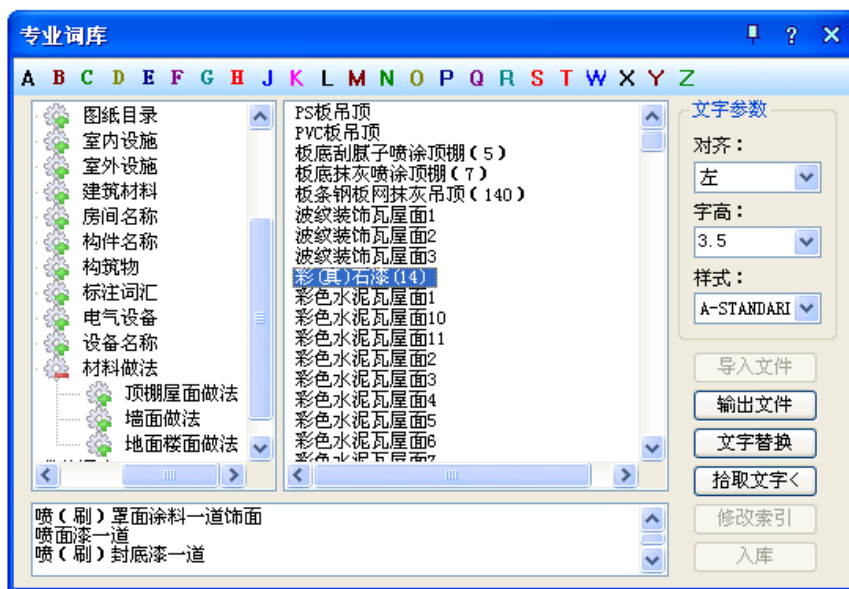 专业词库
A B C D E F G H J K L M N O P Q R S T W X Y Z
图纸目录
室内设施
室外设施
建筑材料
房间名称
构件名称
构筑物
标注词汇
电气设备
设备名称
材料做法
顶棚屋面做法
墙面做法
地面楼面做法
PS板吊顶
PVC板吊顶
板底刮腻子喷涂顶棚(5)
板底抹灰喷涂顶棚(7)
板条钢板网抹灰吊顶(140)
波纹装饰瓦屋面1
波纹装饰瓦屋面2
波纹装饰瓦屋面3
彩(真)石漆(14)
彩色水泥瓦屋面1
彩色水泥瓦屋面10
彩色水泥瓦屋面11
彩色水泥瓦屋面2
彩色水泥瓦屋面3
彩色水泥瓦屋面4
彩色水泥瓦屋面5
彩色水泥瓦屋面6
彩色水泥瓦屋面7
文字参数
对齐：
左
字高：
3.5
样式：
A-STANDARI
导入文件
输出文件
文字替换
拾取文字<
修改索引
入库
喷(刷)罩面涂料一道饰面
喷面漆一道
喷(刷)封底漆一道